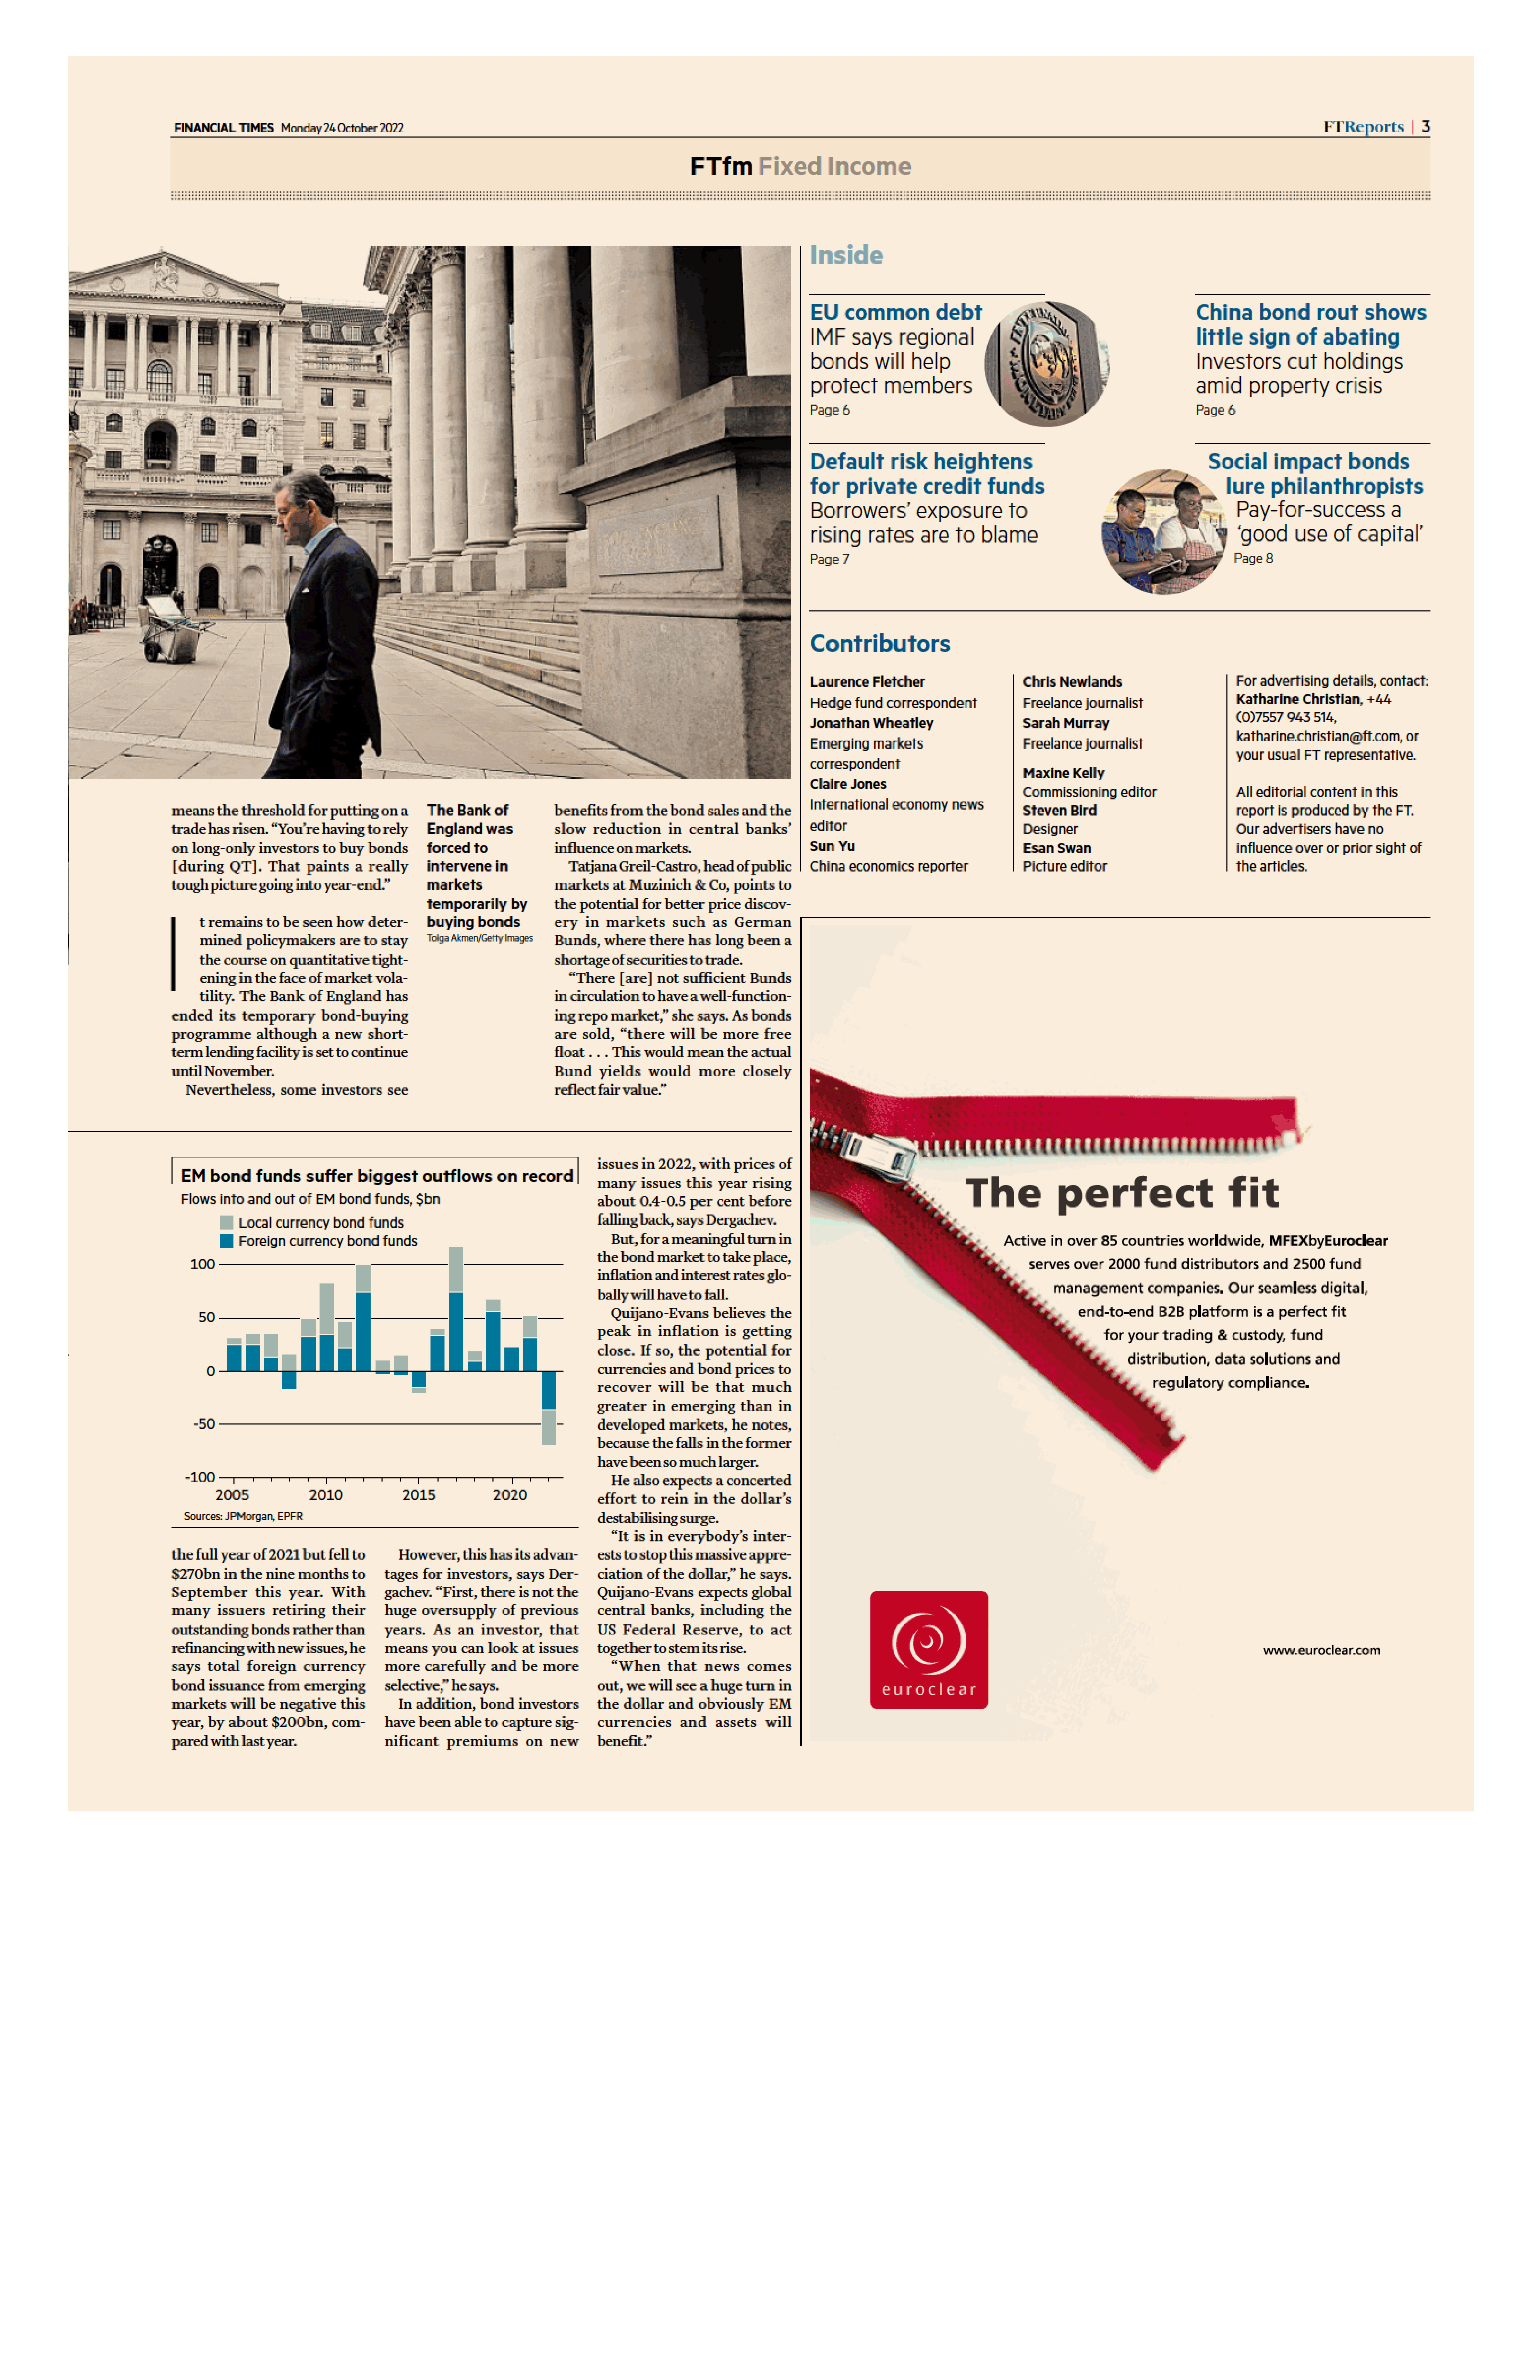 FINANCIAL TIMES Monday 24 October 2022
FTReports | 3
FTfm Fixed Income
Inside
EU common debt
IMF says regional
bonds will help
protect members
Page 6
China bond rout shows
little sign of abating
Investors cut holdings
amid property crisis
Page 6
Default risk heightens
for private credit funds
Borrowers’ exposure to
rising rates are to blame
Page 7
Social impact bonds
lure philanthropists
Pay-for-success a
‘good use of capital’
Page 8
Contributors
Laurence Fletcher
Hedge fund correspondent
Jonathan Wheatley
Emerging markets
correspondent
Claire Jones
International economy news
editor
Sun Yu
China economics reporter
Chris Newlands
Freelance journalist
Sarah Murray
Freelance journalist
Maxine Kelly
Commissioning editor
Steven Bird
Designer
Esan Swan
Picture editor
For advertising details, contact:
Katharine Christian, +44
(0)7557 943 514,
katharine.christian@ft.com, or
your usual FT representative.
All editorial content in this
report is produced by the FT.
Our advertisers have no
influence over or prior sight of
the articles.
means the threshold for putting on a
trade has risen. “You’re having to rely
on long-only investors to buy bonds
[during QT]. That paints a really
tough picture going into year-end.”
It remains to be seen how deter-
mined policymakers are to stay
the course on quantitative tight-
ening in the face of market vola-
tility. The Bank of England has
ended its temporary bond-buying
programme although a new short-
term lending facility is set to continue
until November.
Nevertheless, some investors see
The Bank of
England was
forced to
intervene in
markets
temporarily by
buying bonds
Tolga Akmen/Getty Images
benefits from the bond sales and the
slow reduction in central banks’
influence on markets.
Tatjana Greil-Castro, head of public
markets at Muzinich & Co, points to
the potential for better price discov-
ery in markets such as German
Bunds, where there has long been a
shortage of securities to trade.
“There [are] not sufficient Bunds
in circulation to have a well-function-
ing repo market,” she says. As bonds
are sold, “there will be more free
float . . . This would mean the actual
Bund yields would more closely
reflect fair value.”
EM bond funds suffer biggest outflows on record
Flows into and out of EM bond funds, $bn
Local currency bond funds
Foreign currency bond funds
100
50
0
-50
-100
2005 2010 2015 2020
Sources: JPMorgan, EPFR
the full year of 2021 but fell to
$270bn in the nine months to
September this year. With
many issuers retiring their
outstanding bonds rather than
refinancing with new issues, he
says total foreign currency
bond issuance from emerging
markets will be negative this
year, by about $200bn, com-
pared with last year.
However, this has its advan-
tages for investors, says Der-
gachev. “First, there is not the
huge oversupply of previous
years. As an investor, that
means you can look at issues
more carefully and be more
selective,” he says.
In addition, bond investors
have been able to capture sig-
nificant premiums on new
issues in 2022, with prices of
many issues this year rising
about 0.4-0.5 per cent before
falling back, says Dergachev.
But, for a meaningful turn in
the bond market to take place,
inflation and interest rates glo-
bally will have to fall.
Quijano-Evans believes the
peak in inflation is getting
close. If so, the potential for
currencies and bond prices to
recover will be that much
greater in emerging than in
developed markets, he notes,
because the falls in the former
have been so much larger.
He also expects a concerted
effort to rein in the dollar’s
destabilising surge.
“It is in everybody’s inter-
ests to stop this massive appre-
ciation of the dollar,” he says.
Quijano-Evans expects global
central banks, including the
US Federal Reserve, to act
together to stem its rise.
“When that news comes
out, we will see a huge turn in
the dollar and obviously EM
currencies and assets will
benefit.”
The perfect fit
Active in over 85 countries worldwide, MFEXbyEuroclear
serves over 2000 fund distributors and 2500 fund
management companies. Our seamless digital,
end-to-end B2B platform is a perfect fit
for your trading & custody, fund
distribution, data solutions and
regulatory compliance.
euroclear
www.euroclear.com